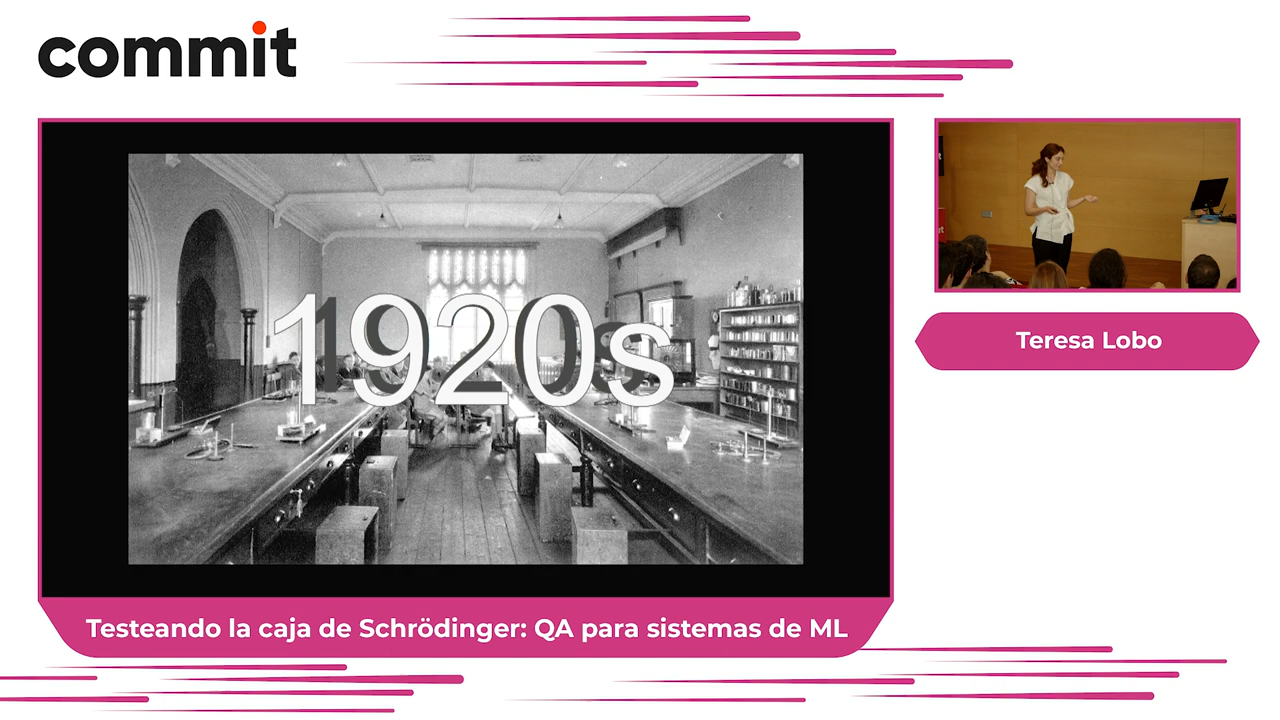 commit
1920s
Teresa Lobo
Testeando la caja de Schrödinger: QA para sistemas de ML